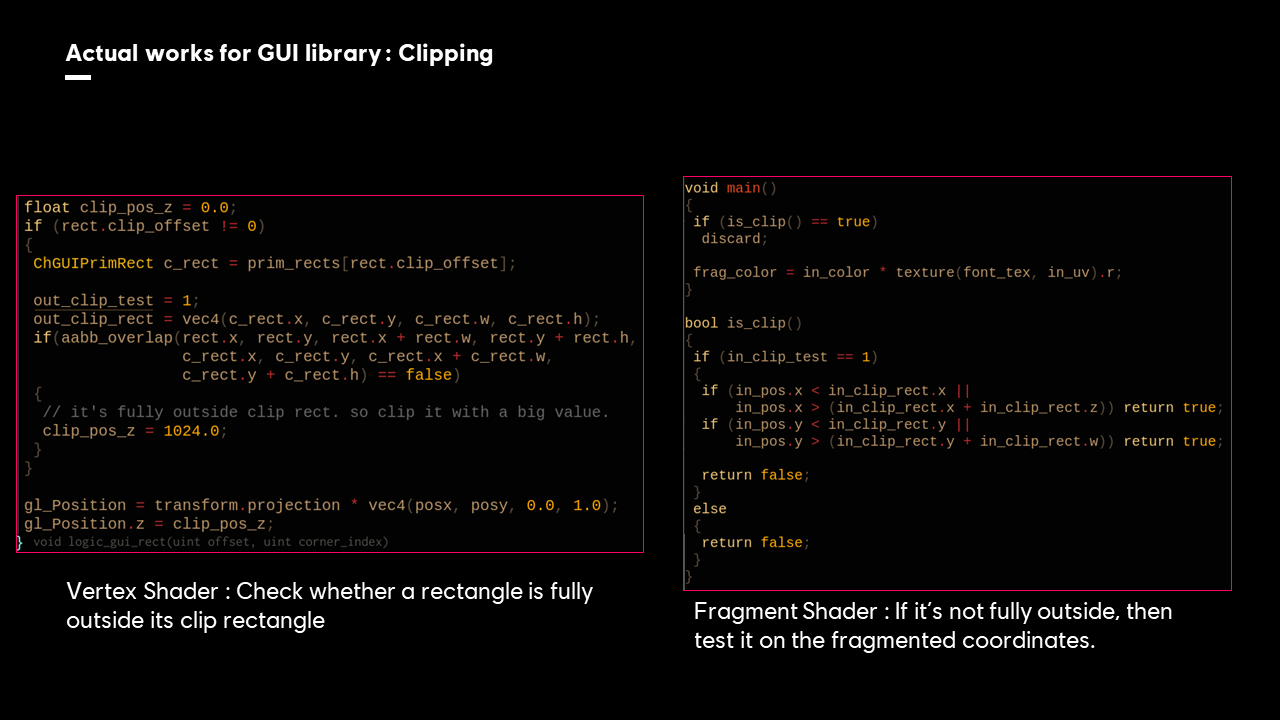 Actual works for GUI library : Clipping
float clip_pos_z = 0.0;
if (rect.clip_offset != 0)
{
ChGUIPrimRect c_rect = prim_rects[rect.clip_offset];
out_clip_test = 1;
out_clip_rect = vec4(c_rect.x, c_rect.y, c_rect.w, c_rect.h);
if(aabb_overlap(rect.x, rect.y, rect.x + rect.w, rect.y + rect.h,
c_rect.x, c_rect.y, c_rect.x + c_rect.w,
c_rect.y + c_rect.h) == false)
{
// it's fully outside clip rect. so clip it with a big value.
clip_pos_z = 1024.0;
}
}
gl_Position = transform.projection * vec4(posx, posy, 0.0, 1.0);
gl_Position.z = clip_pos_z;
} void logic_gui_rect(uint offset, uint corner_index)
Vertex Shader : Check whether a rectangle is fully
outside its clip rectangle
void main()
{
if (is_clip() == true)
discard;
frag_color = in_color * texture(font_tex, in_uv).r;
}
bool is_clip()
{
if (in_clip_test == 1)
{
if (in_pos.x < in_clip_rect.x ||
in_pos.x > (in_clip_rect.x + in_clip_rect.z)) return true;
if (in_pos.y < in_clip_rect.y ||
in_pos.y > (in_clip_rect.y + in_clip_rect.w)) return true;
return false;
}
else
{
return false;
}
}
Fragment Shader : If it's not fully outside, then
test it on the fragmented coordinates.